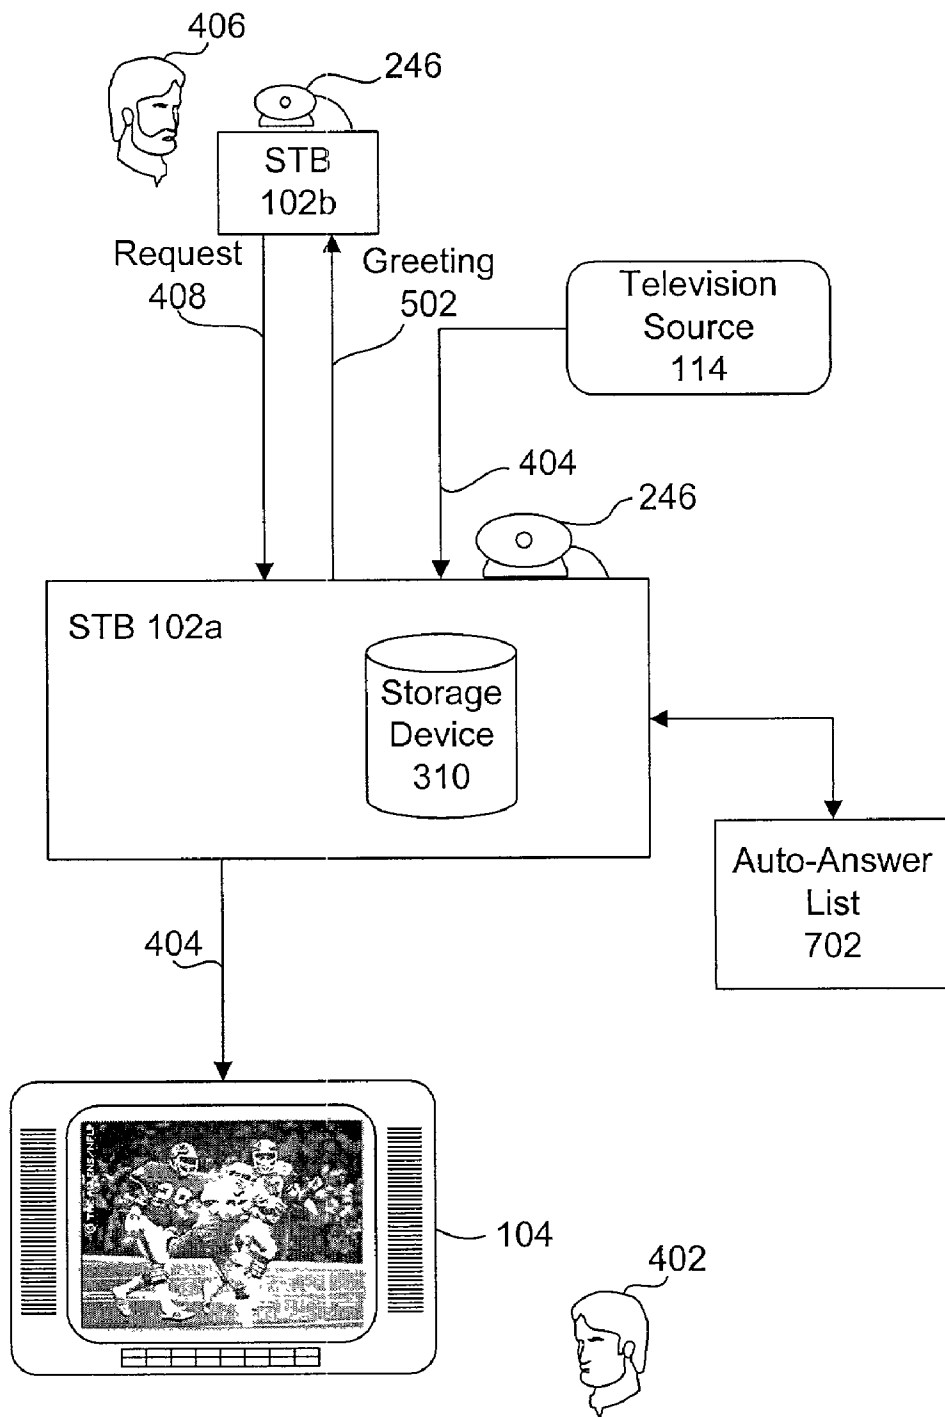 406
246
STB
102b
Request
408
Greeting
502
Television
Source
114
404
246
STB 102a
Storage
Device
310
Auto-Answer
List
702
404
104
402